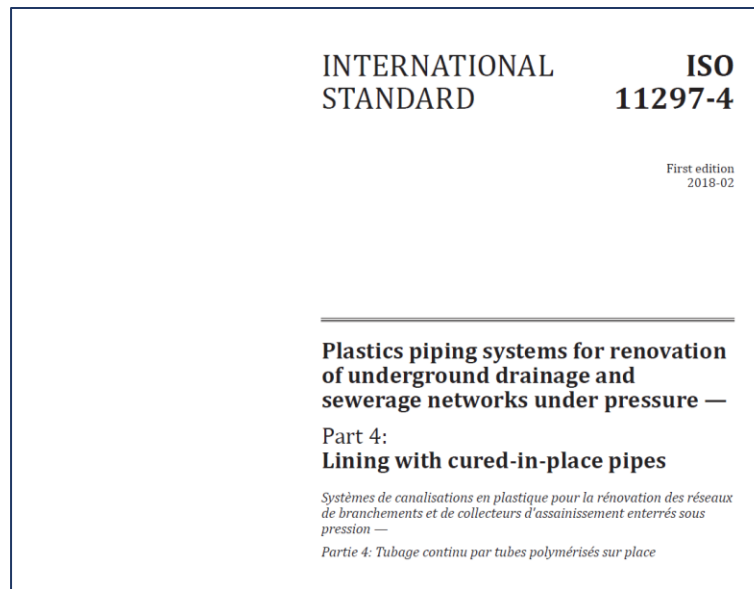 INTERNATIONAL STANDARD
ISO 11297-4
First edition
2018-02
Plastics piping systems for renovation
of underground drainage and
sewerage networks under pressure —
Part 4:
Lining with cured-in-place pipes
Systèmes de canalisations en plastique pour la rénovation des réseaux
de branchements et de collecteurs d'assainissement enterrés sous
pression —
Partie 4: Tubage continu par tubes polymérisés sur place